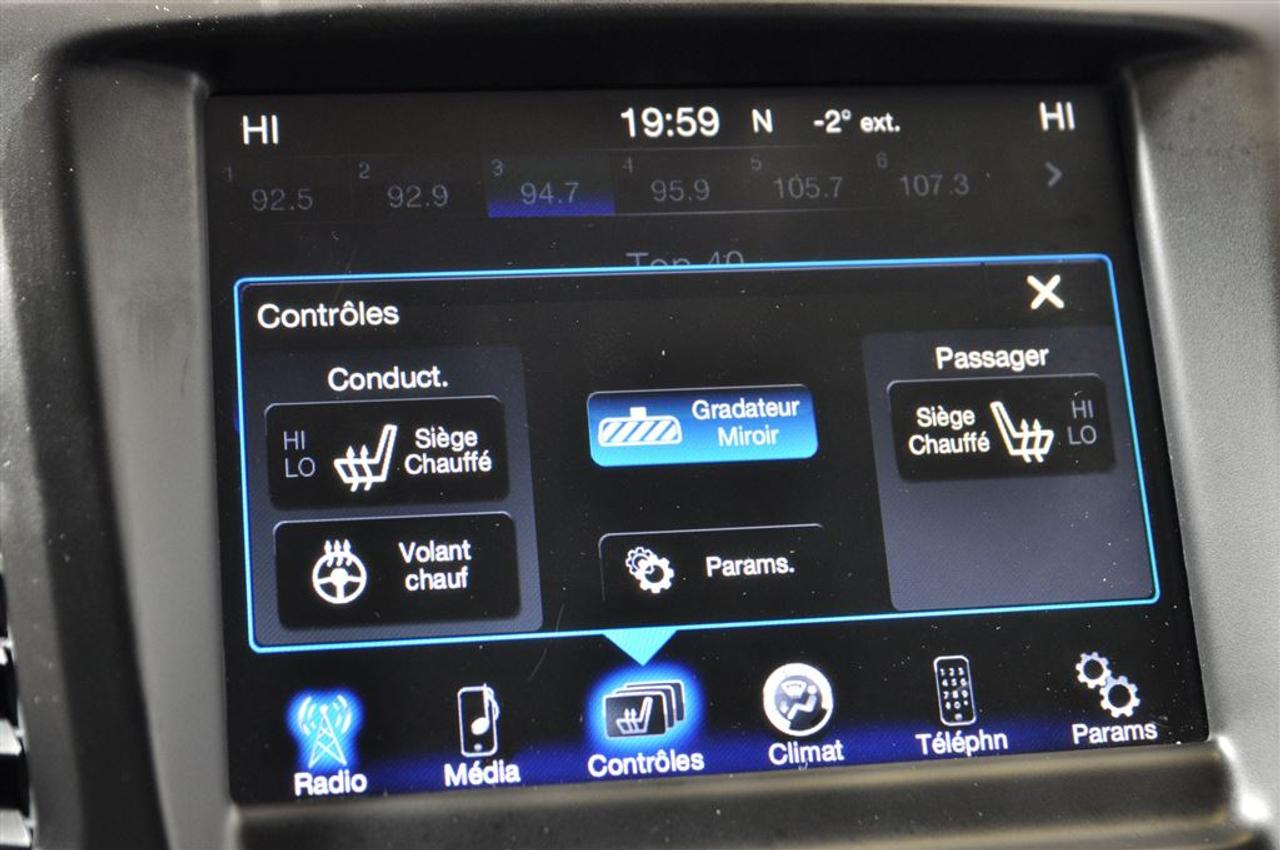 HI 19:59 N -2° ext. HI
1 92.5 2 92.9 3 94.7 4 95.9 5 105.7 6 107.3
Top 40
Contrôles
Conduct.
Passager
HI
LO
Siège
Chauffé
Gradateur
Miroir
Siège
Chauffé
HI
LO
Volant
chauf
Params.
Radio Média Contrôles Climat Téléphn Params